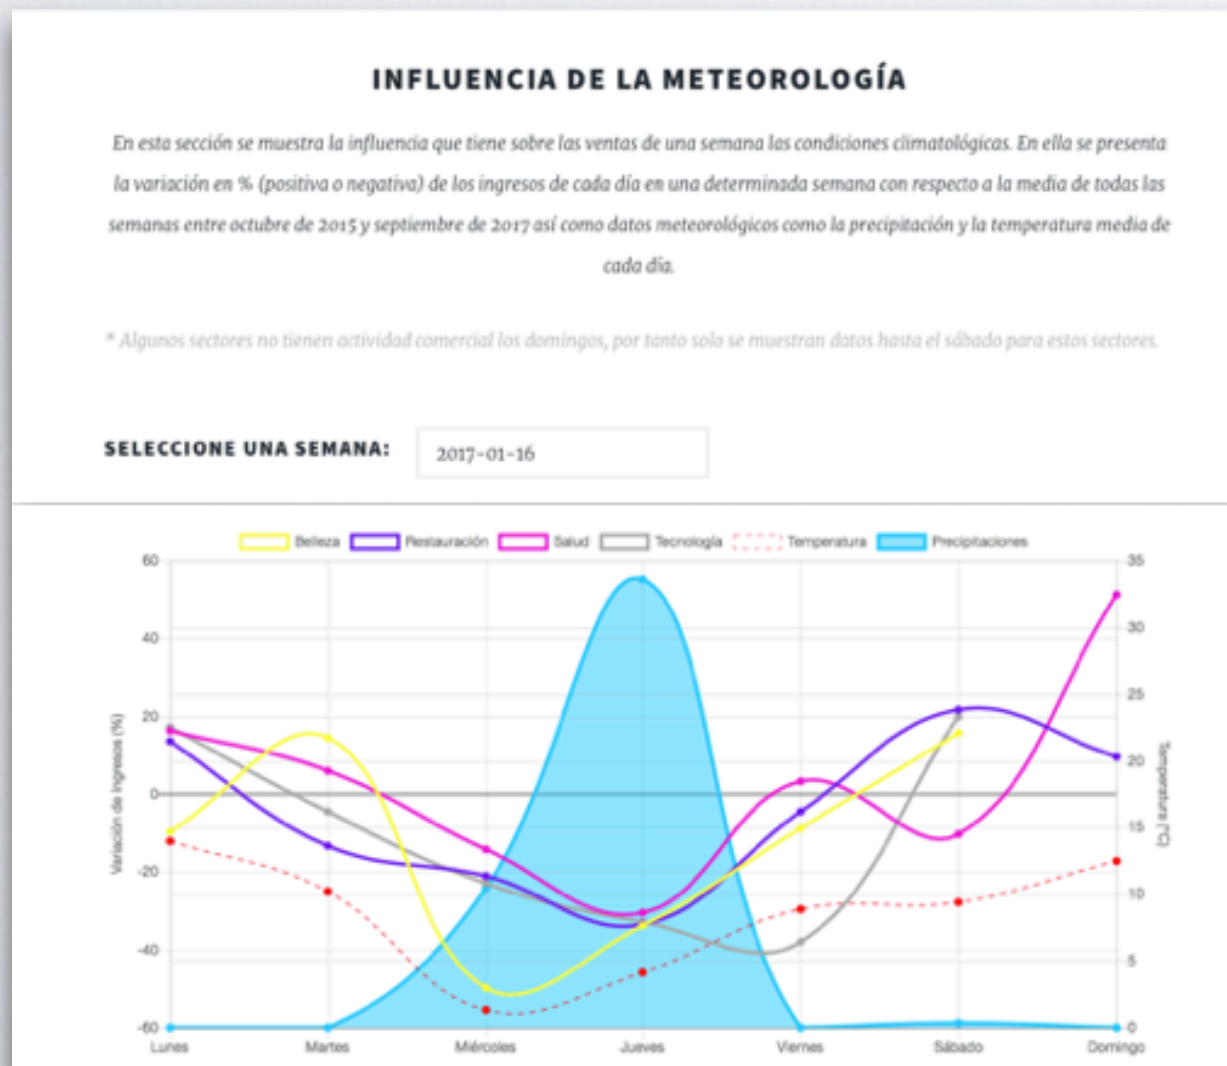 INFLUENCIA DE LA METEOROLOGÍA
En esta sección se muestra la influencia que tiene sobre las ventas de una semana las condiciones climatológicas. En ella se presenta
la variación en % (positiva o negativa) de los ingresos de cada día en una determinada semana con respecto a la media de todas las
semanas entre octubre de 2015 y septiembre de 2017 así como datos meteorológicos como la precipitación y la temperatura media de
cada día.
* Algunos sectores no tienen actividad comercial los domingos, por tanto solo se muestran datos hasta el sábado para estos sectores.
SELECCIONE UNA SEMANA: 2017-01-16
Belleza Restauración Salud Tecnología Temperatura Precipitaciones
60
40
20
0
-20
-40
-60
Variación de Ingresos (%)
35
30
25
20
15
10
5
0
Temperatura (°C)
Lunes Martes Miércoles Jueves Viernes Sábado Domingo